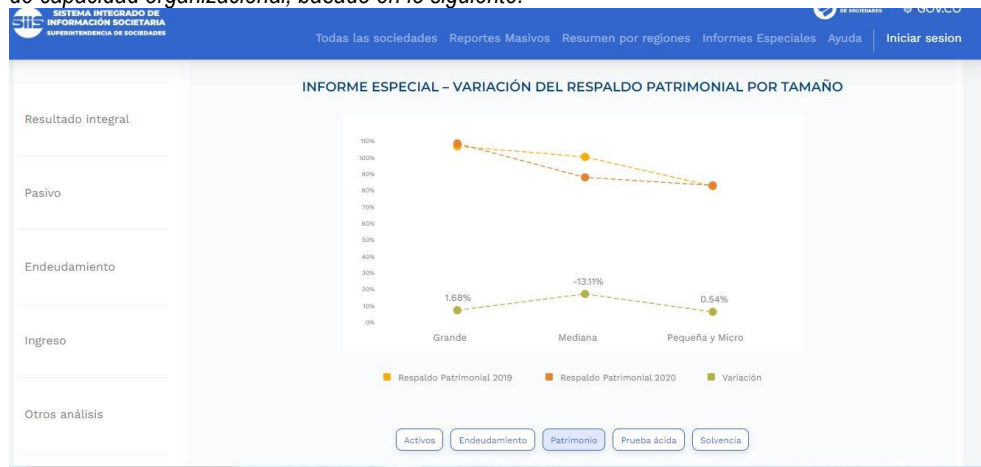 de capacidad organizacional, basado en lo siguiente:
SISTEMA INTEGRADO DE
INFORMACIÓN SOCIETARIA
SUPERINTENDENCIA DE SOCIEDADES
SIIS
DE SOCIEDADES
GOV.CO
Todas las sociedades Reportes Masivos Resumen por regiones Informes Especiales Ayuda Iniciar sesion
INFORME ESPECIAL – VARIACIÓN DEL RESPALDO PATRIMONIAL POR TAMAÑO
Resultado integral
Pasivo
Endeudamiento
Ingreso
Otros análisis
110%
100%
90%
80%
70%
60%
50%
40%
30%
20%
10%
0%
1.68%
-13.11%
0.54%
Grande Mediana Pequeña y Micro
Respaldo Patrimonial 2019 Respaldo Patrimonial 2020 Variación
Activos Endeudamiento Patrimonio Prueba ácida Solvencia